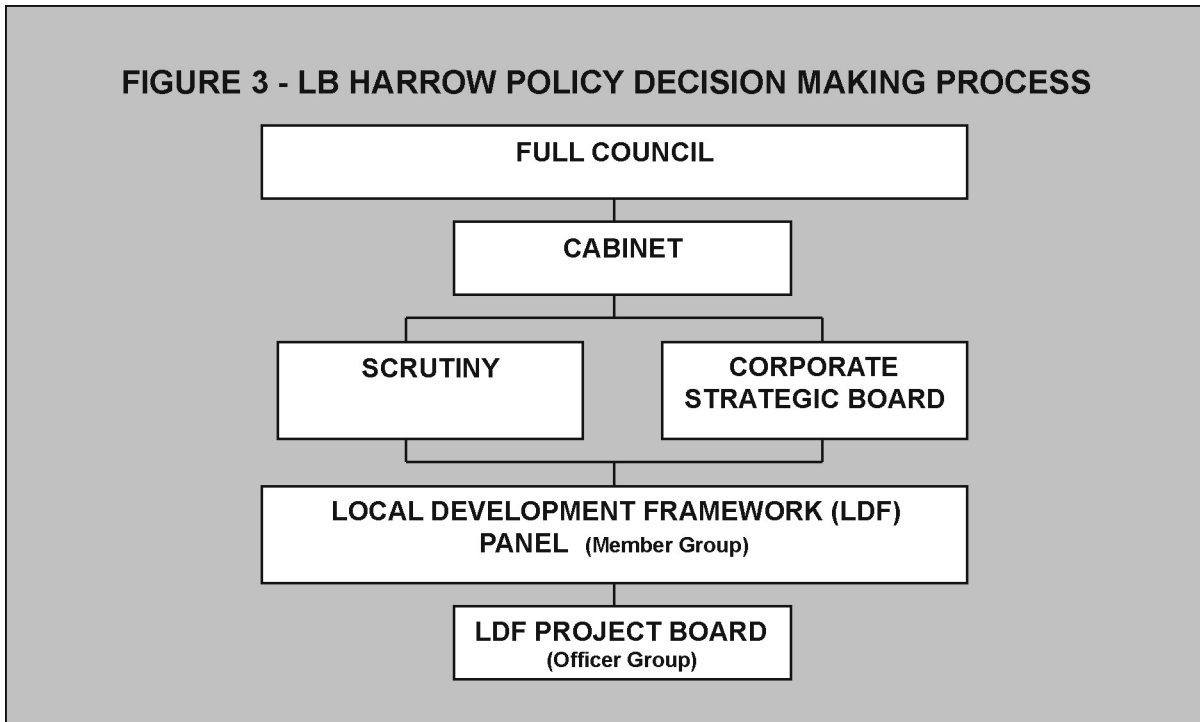 FIGURE 3 - LB HARROW POLICY DECISION MAKING PROCESS
FULL COUNCIL
CABINET
SCRUTINY
CORPORATE
STRATEGIC BOARD
LOCAL DEVELOPMENT FRAMEWORK (LDF)
PANEL (Member Group)
LDF PROJECT BOARD
(Officer Group)